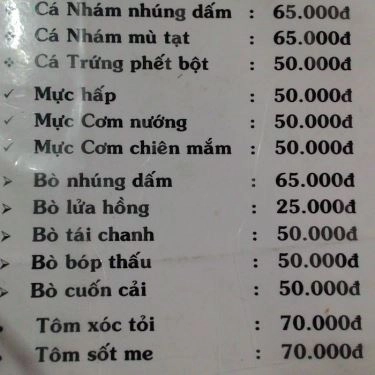 Cá Nhám nhúng dấm : 65.000đ
Cá Nhám mù tạt : 65.000đ
Cá Trứng phết bột : 50.000đ
Mực hấp : 50.000đ
Mực Cơm nướng : 50.000đ
Mực Cơm chiên mắm : 50.000đ
Bò nhúng dấm : 65.000đ
Bò lửa hồng : 25.000đ
Bò tái chanh : 50.000đ
Bò bóp thấu : 50.000đ
Bò cuốn cải : 50.000đ
Tôm xóc tỏi : 70.000đ
Tôm sốt me : 70.000đ